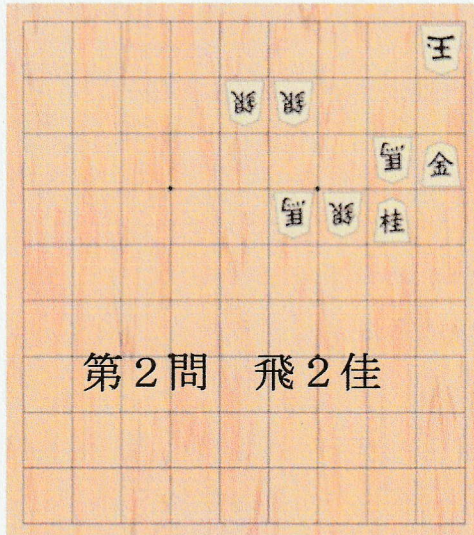 王
銀 銀
馬 金
馬 銀 桂
第2問 飛2佳